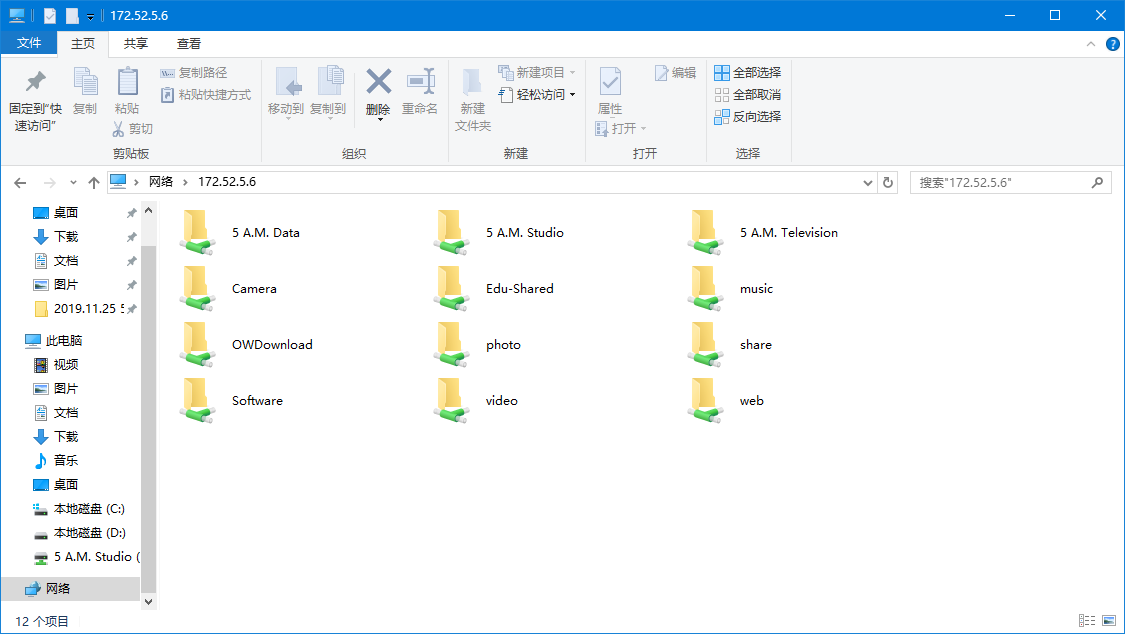 172.52.5.6
文件 主页 共享 查看
固定到"快速访问"
复制
粘贴
复制路径
粘贴快捷方式
剪切
剪贴板
移动到
复制到
删除
重命名
组织
新建
文件夹
新建项目
轻松访问
新建
属性
打开
编辑
打开
全部选择
全部取消
反向选择
选择
网络 172.52.5.6
搜索"172.52.5.6"
桌面
下载
文档
图片
2019.11.25 5
此电脑
视频
图片
文档
下载
音乐
桌面
本地磁盘 (C:)
本地磁盘 (D:)
5 A.M. Studio (
网络
5 A.M. Data
5 A.M. Studio
5 A.M. Television
Camera
Edu-Shared
music
OWDownload
photo
share
Software
video
web
12 个项目